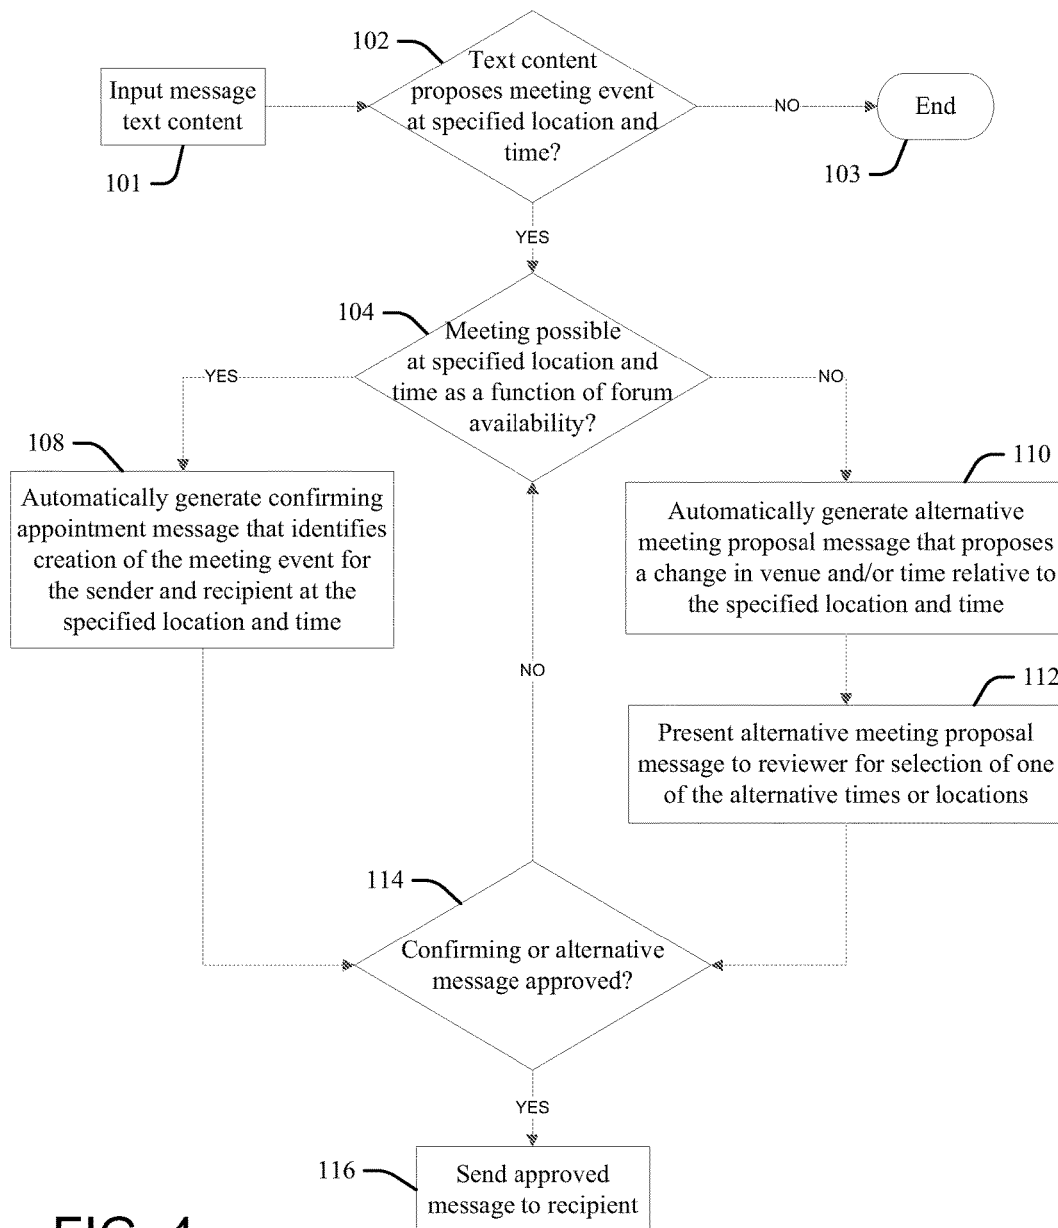 102
Text content
proposes meeting event
at specified location and
time?
Input message
text content
101
NO
End
103
YES
104
Meeting possible
at specified location and
time as a function of forum
availability?
YES
NO
108
Automatically generate confirming
appointment message that identifies
creation of the meeting event for
the sender and recipient at the
specified location and time
110
Automatically generate alternative
meeting proposal message that proposes
a change in venue and/or time relative to
the specified location and time
NO
112
Present alternative meeting proposal
message to reviewer for selection of one
of the alternative times or locations
114
Confirming or alternative
message approved?
YES
116
Send approved
message to recipient
FIG. 4